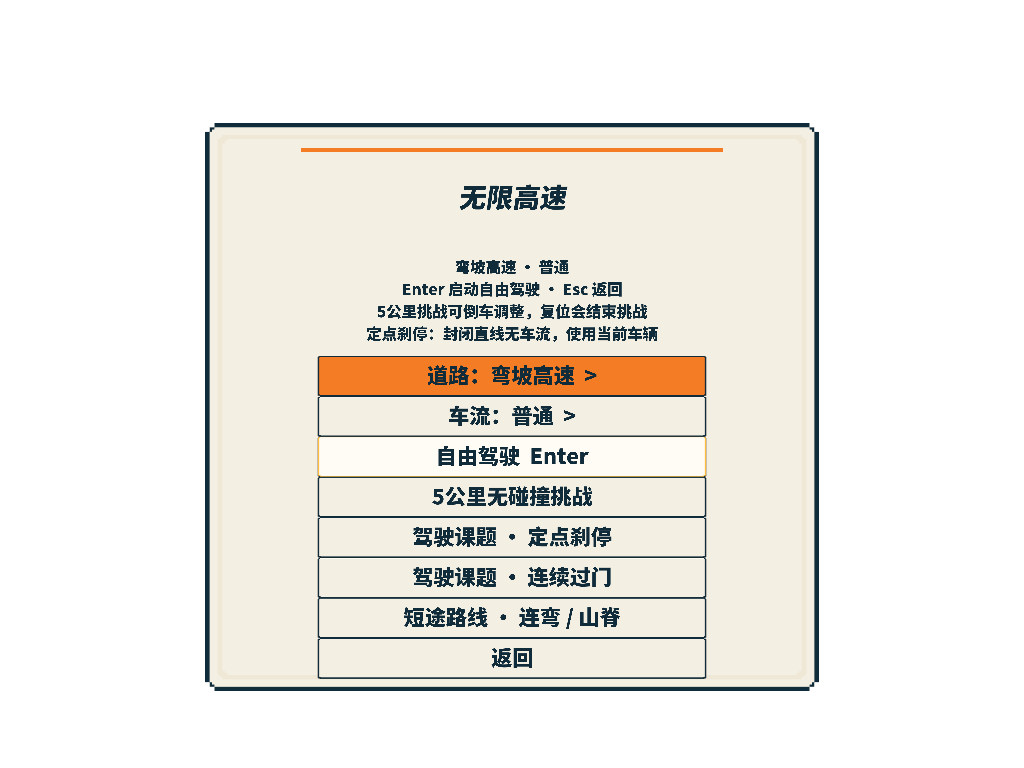 无限高速
弯坡高速 · 普通
Enter 启动自由驾驶 · Esc 返回
5公里挑战可倒车调整，复位会结束挑战
定点刹停：封闭直线无车流，使用当前车辆
道路：弯坡高速 >
车流：普通 >
自由驾驶 Enter
5公里无碰撞挑战
驾驶课题 · 定点刹停
驾驶课题 · 连续过门
短途路线 · 连弯 / 山脊
返回